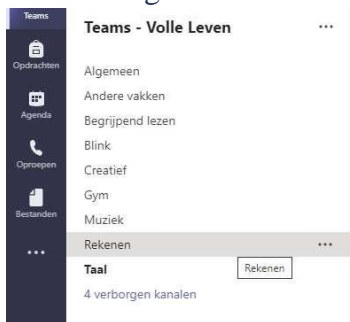 Teams
Opdrachten
Agenda
Oproepen
Bestanden
Teams - Volle Leven
Algemeen
Andere vakken
Begrijpend lezen
Blink
Creatief
Gym
Muziek
Rekenen
Taal
Rekenen
4 verborgen kanalen